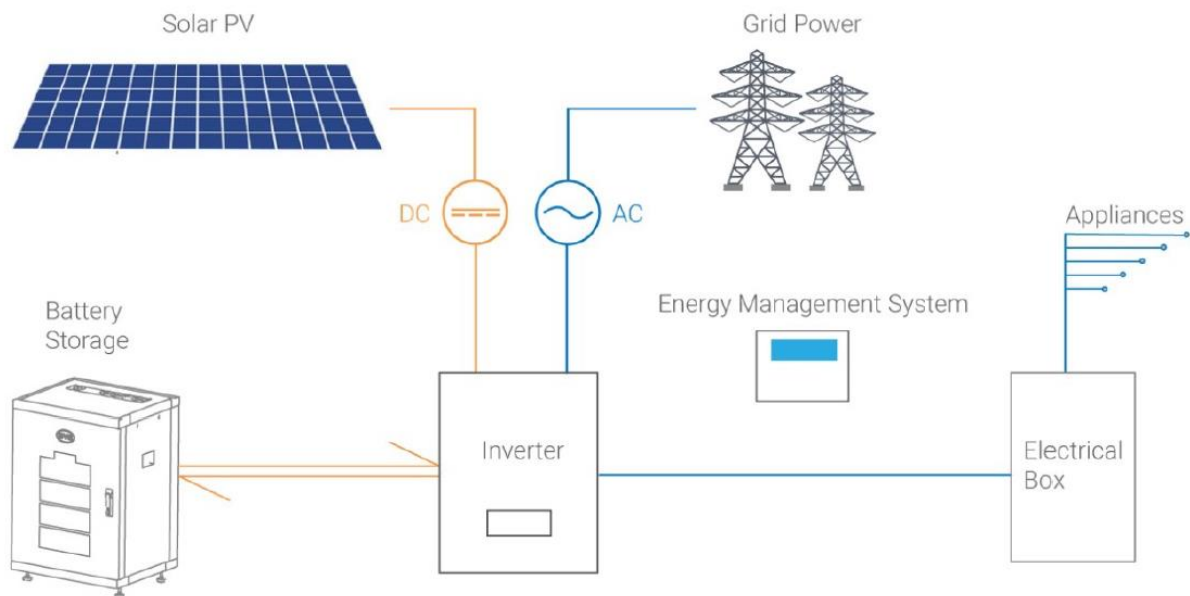 Solar PV
Grid Power
DC
AC
Appliances
Energy Management System
Battery
Storage
Inverter
Electrical
Box